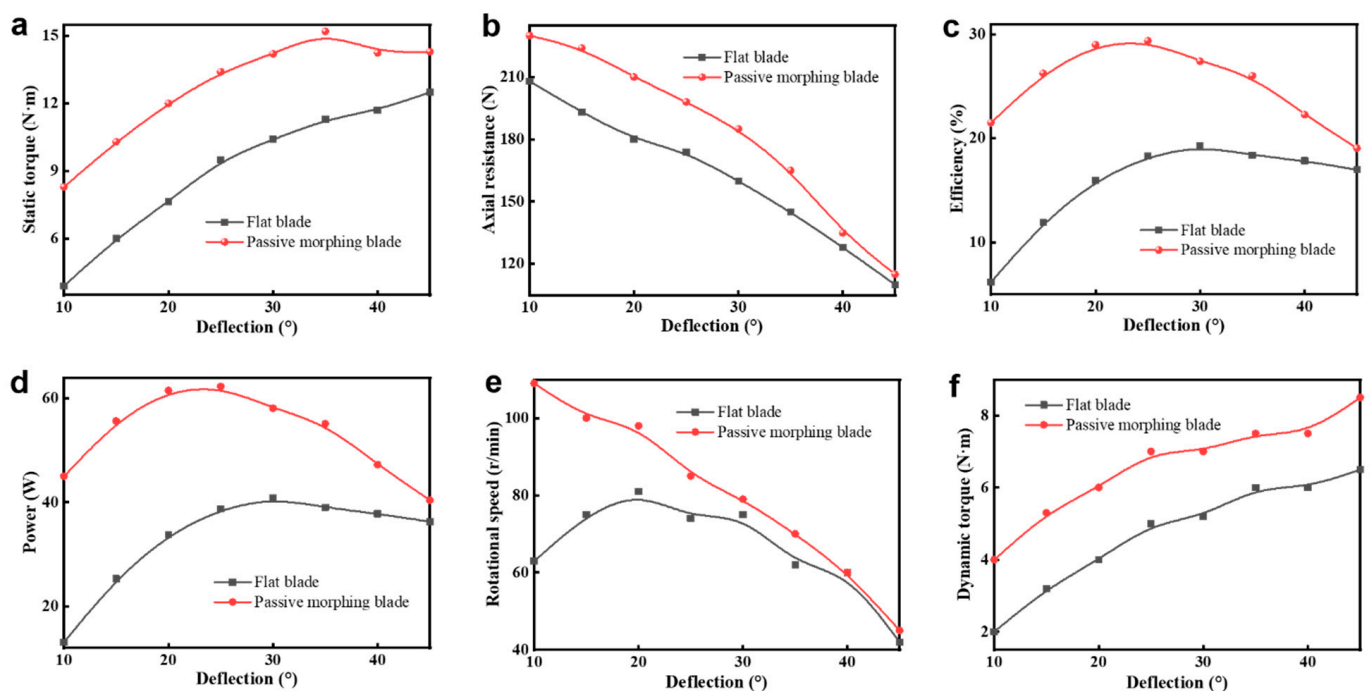 a
15
12
9
6
Static torque (N·m)
Flat blade
Passive morphing blade
10
20
30
40
Deflection (°)
b
210
180
150
120
Axial resistance (N)
Flat blade
Passive morphing blade
10
20
30
40
Deflection (°)
c
30
20
10
Efficiency (%)
Flat blade
Passive morphing blade
10
20
30
40
Deflection (°)
d
60
40
20
Power (W)
Flat blade
Passive morphing blade
10
20
30
40
Deflection (°)
e
100
80
60
40
Rotational speed (r/min)
Flat blade
Passive morphing blade
10
20
30
40
Deflection (°)
f
8
6
4
2
Dynamic torque (N·m)
Flat blade
Passive morphing blade
10
20
30
40
Deflection (°)